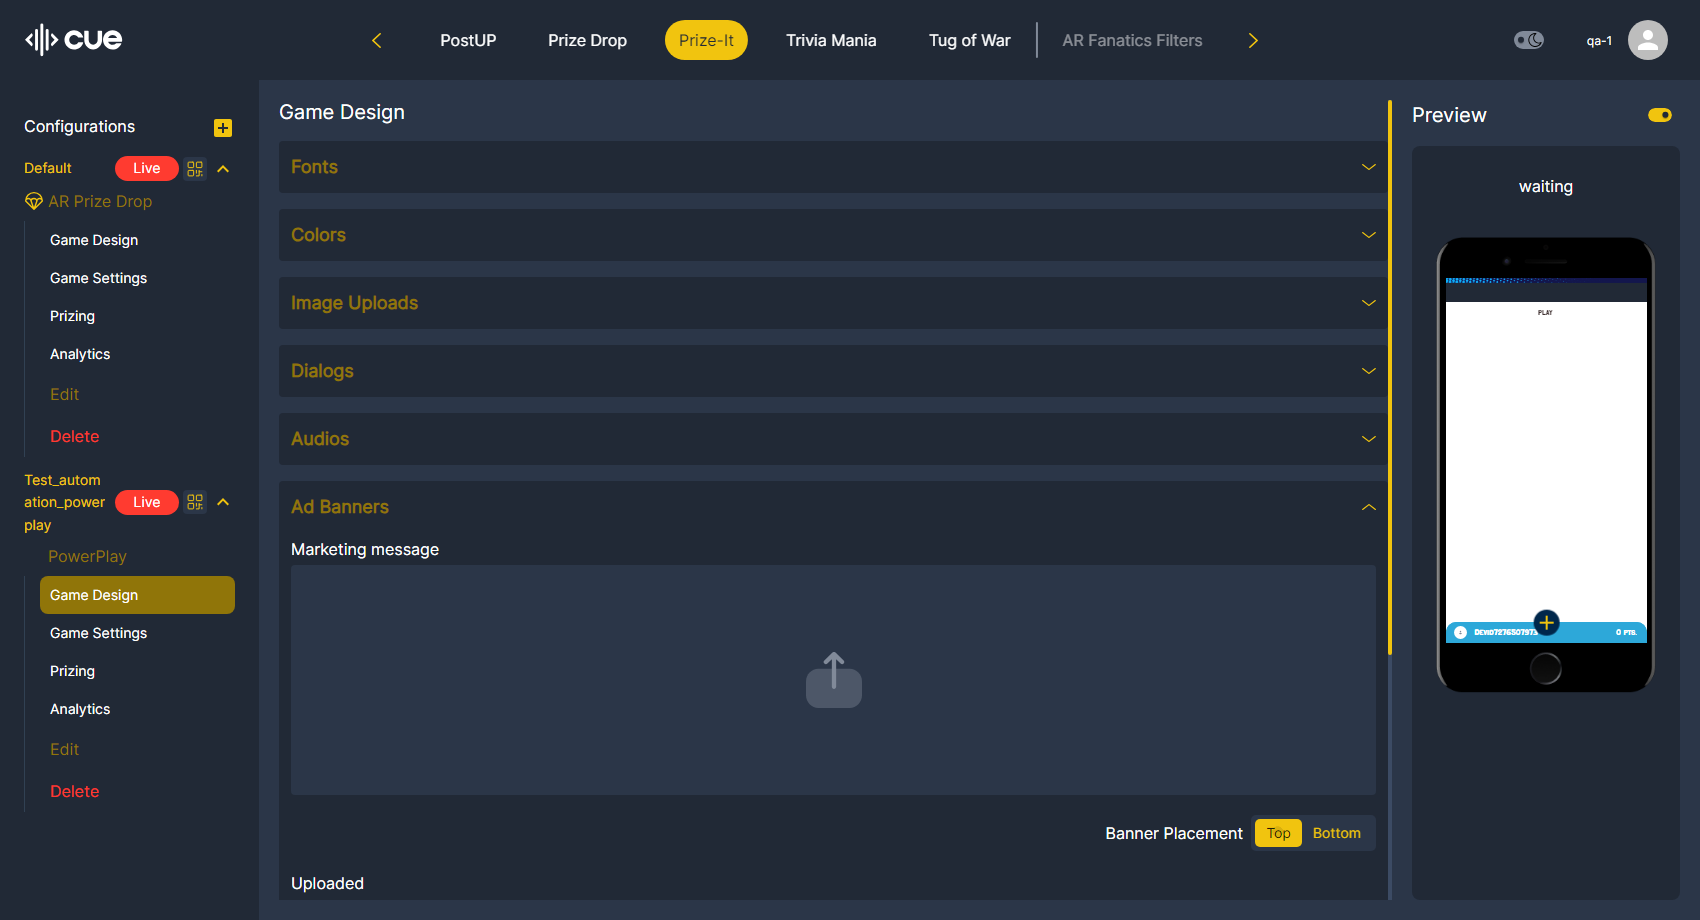 cue
PostUP
Prize Drop
Prize-It
Trivia Mania
Tug of War
AR Fanatics Filters
qa-1
Configurations
Default
Live
AR Prize Drop
Game Design
Game Settings
Prizing
Analytics
Edit
Delete
Test_autom
ation_power
play
Live
PowerPlay
Game Design
Game Settings
Prizing
Analytics
Edit
Delete
Game Design
Fonts
Colors
Image Uploads
Dialogs
Audios
Ad Banners
Marketing message
Banner Placement
Top
Bottom
Uploaded
Preview
waiting
PLAY
0 PTS.